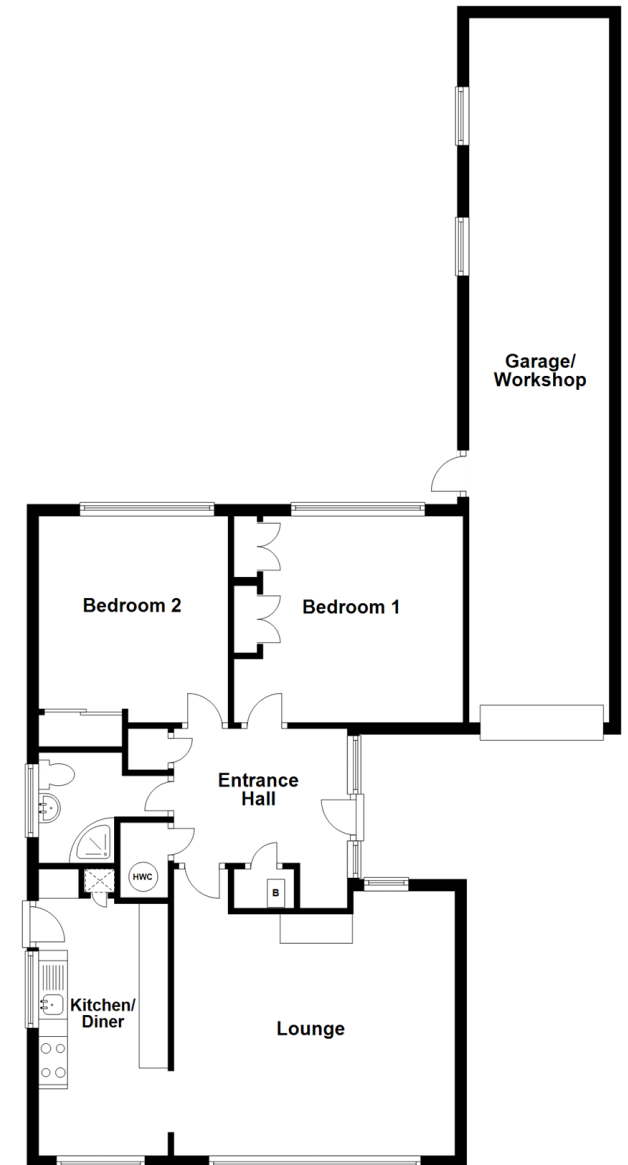 Garage/
Workshop
Bedroom 2
Bedroom 1
Entrance
Hall
HWC
B
Kitchen/
Diner
Lounge